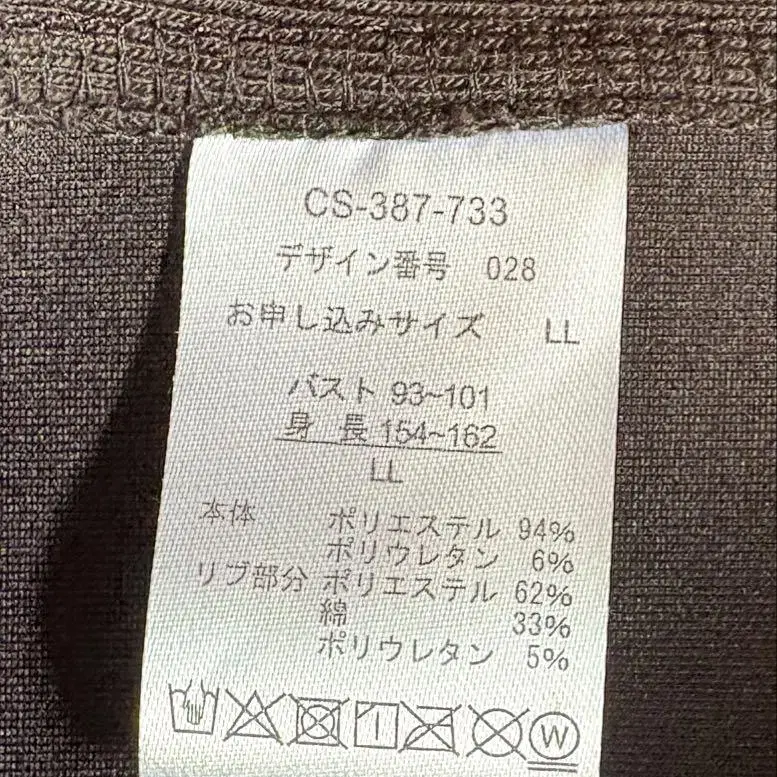 CS-387-733
デザイン番号 028
お申し込みサイズ LL
バスト 93~101
身 長 154~162
LL
本体 ポリエステル 94%
ポリウレタン 6%
リブ部分 ポリエステル 62%
綿 33%
ポリウレタン 5%
W